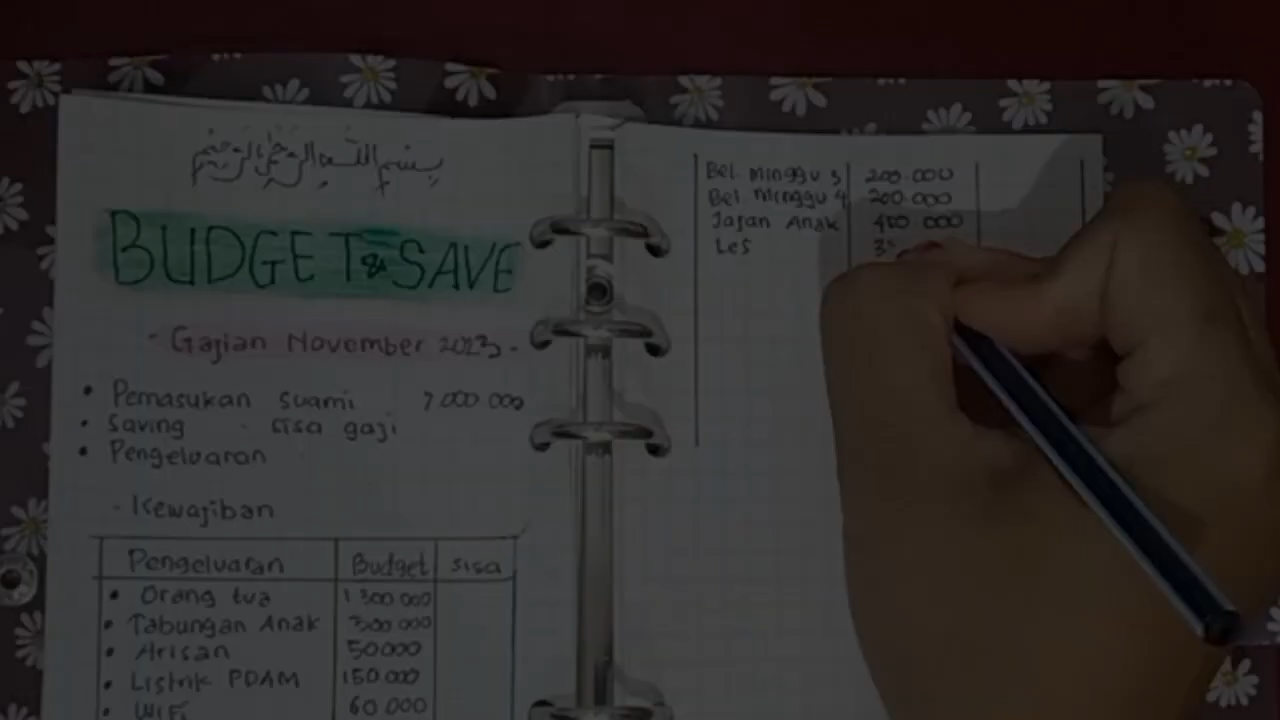 بسم الله الرحمن الرحيم
BUDGET & SAVE
- Gajian November 2023 -
• Pemasukan suami 7.000.000
• Saving - sisa gaji
• Pengeluaran
- Kewajiban
Pengeluaran Budget sisa
• Orang tua 1.300.000
• Tabungan Anak 300.000
• Arisan 50.000
• Listrik PDAM 150.000
• Wifi 60.000
Bel. Minggu 3 200.000
Bel. Minggu 4 200.000
Jajan Anak
Les